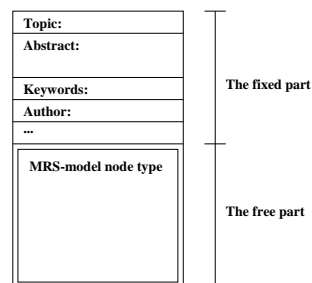 Topic:
Abstract:
Keywords:
Author:
...
The fixed part
MRS-model node type
The free part